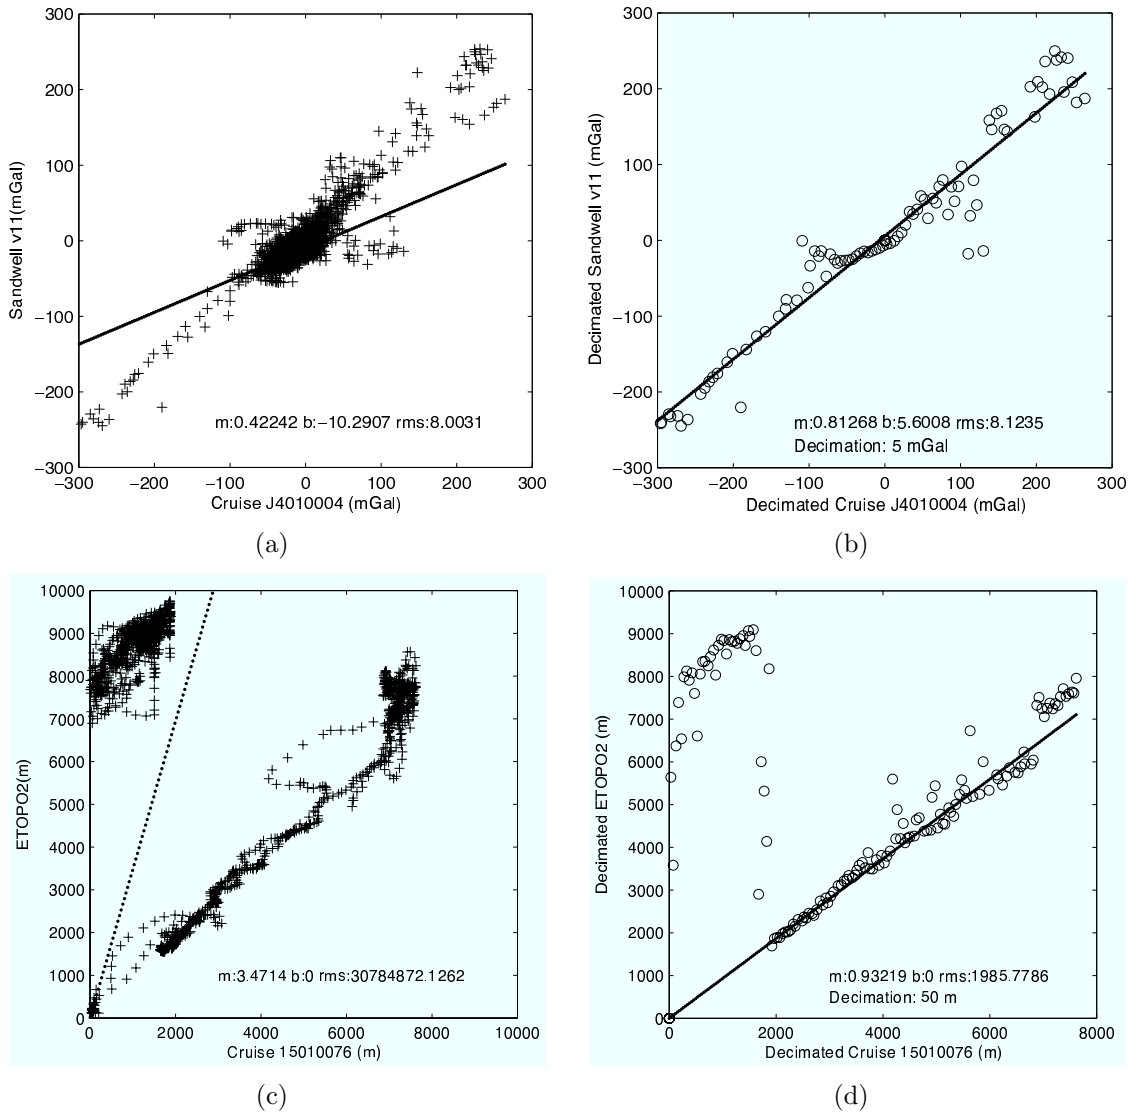 300
200
100
0
−100
−200
−300
−300 −200 −100 0 100 200 300
Sandwell v11(mGal)
m:0.42242 b:−10.2907 rms:8.0031
Cruise J4010004 (mGal)
(a)
300
200
100
0
−100
−200
−300
−300 −200 −100 0 100 200 300
Decimated Sandwell v11 (mGal)
m:0.81268 b:5.6008 rms:8.1235
Decimation: 5 mGal
Decimated Cruise J4010004 (mGal)
(b)
10000
9000
8000
7000
6000
5000
4000
3000
2000
1000
0
0 2000 4000 6000 8000 10000
ETOPO2(m)
m:3.4714 b:0 rms:30784872.1262
Cruise 15010076 (m)
(c)
10000
9000
8000
7000
6000
5000
4000
3000
2000
1000
0
0 2000 4000 6000 8000
Decimated ETOPO2 (m)
m:0.93219 b:0 rms:1985.7786
Decimation: 50 m
Decimated Cruise 15010076 (m)
(d)